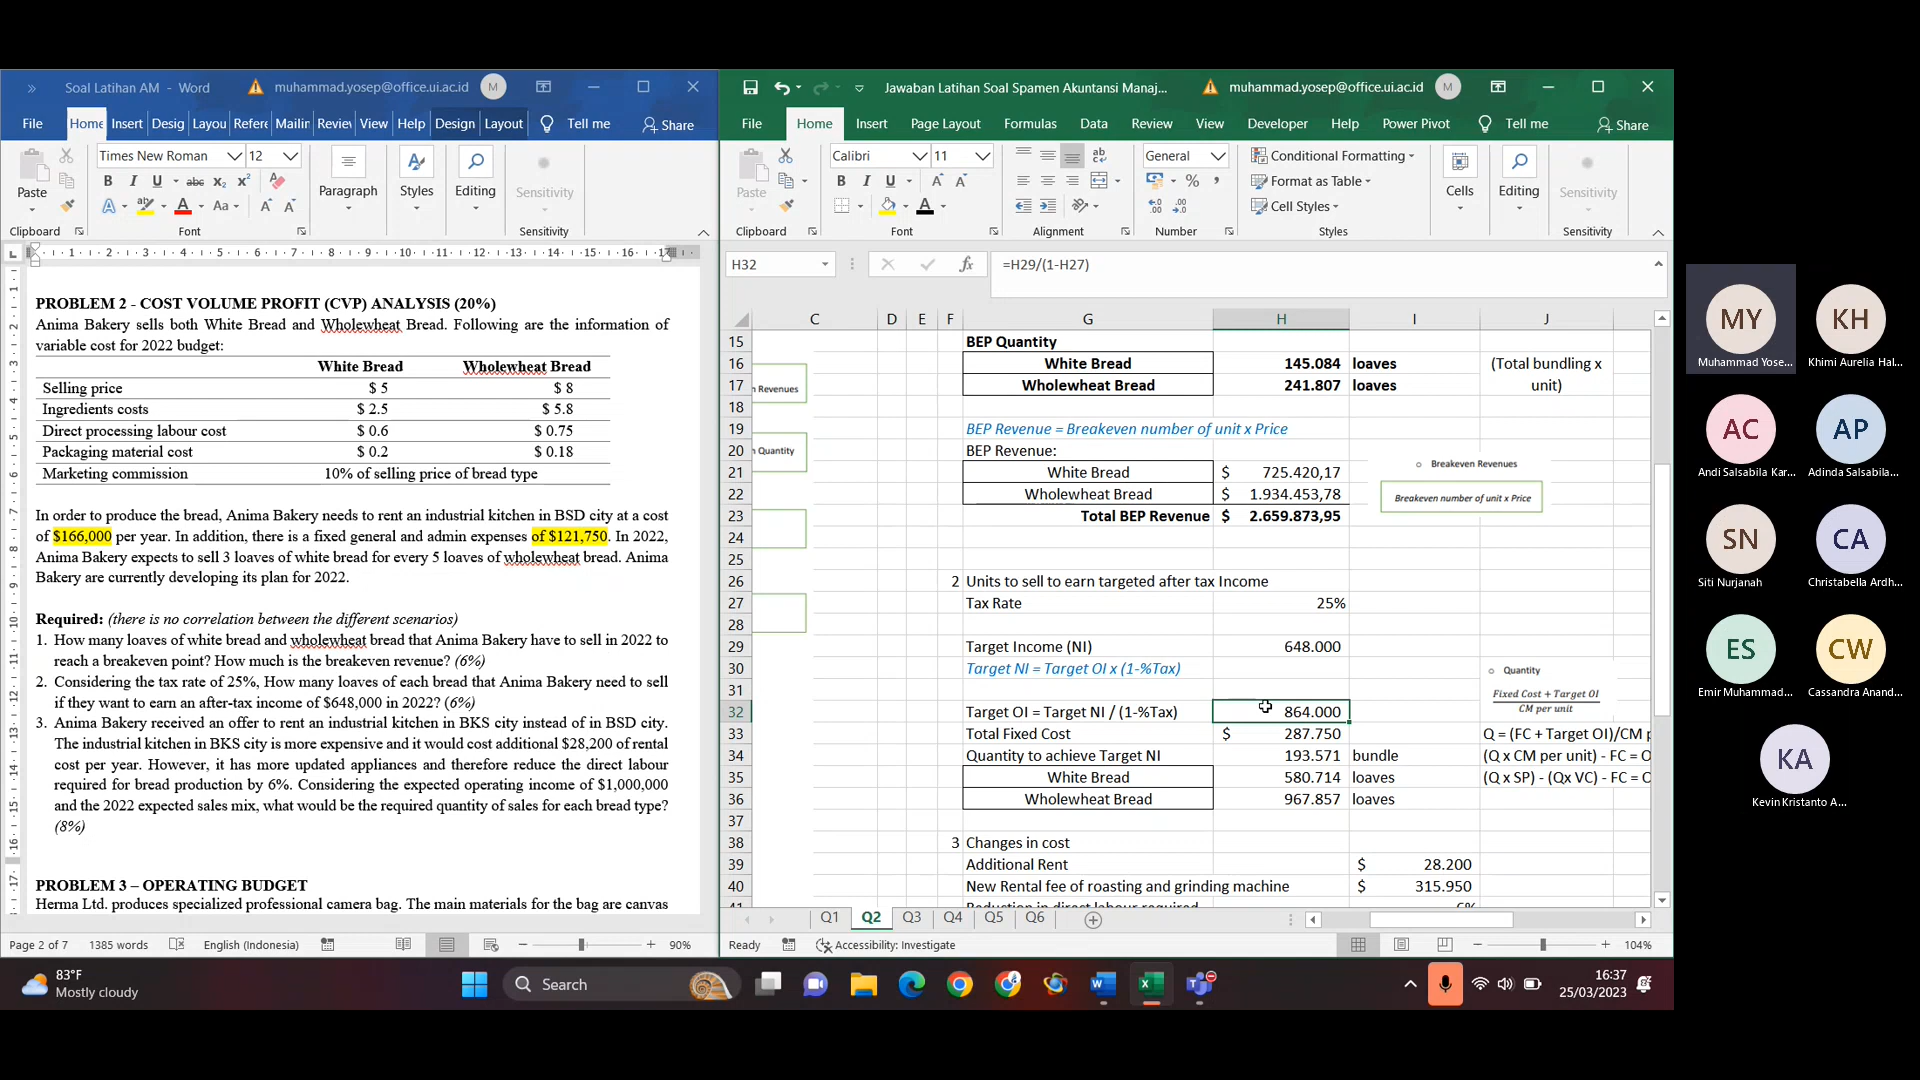 Soal Latihan AM - Word
muhammad.yosep@office.ui.ac.id
M
File Home Insert Desig Layou Refere Mailin Review View Help Design Layout Tell me Share
Times New Roman 12
Paste
Paragraph Styles Editing Sensitivity
Clipboard Font Sensitivity
PROBLEM 2 - COST VOLUME PROFIT (CVP) ANALYSIS (20%)
Anima Bakery sells both White Bread and Wholewheat Bread. Following are the information of
variable cost for 2022 budget:
White Bread Wholewheat Bread
Selling price $ 5 $ 8
Ingredients costs $ 2.5 $ 5.8
Direct processing labour cost $ 0.6 $ 0.75
Packaging material cost $ 0.2 $ 0.18
Marketing commission 10% of selling price of bread type
In order to produce the bread, Anima Bakery needs to rent an industrial kitchen in BSD city at a cost
of $166,000 per year. In addition, there is a fixed general and admin expenses of $121,750. In 2022,
Anima Bakery expects to sell 3 loaves of white bread for every 5 loaves of wholewheat bread. Anima
Bakery are currently developing its plan for 2022.
Required: (there is no correlation between the different scenarios)
1. How many loaves of white bread and wholewheat bread that Anima Bakery have to sell in 2022 to
reach a breakeven point? How much is the breakeven revenue? (6%)
2. Considering the tax rate of 25%, How many loaves of each bread that Anima Bakery need to sell
if they want to earn an after-tax income of $648,000 in 2022? (6%)
3. Anima Bakery received an offer to rent an industrial kitchen in BKS city instead of in BSD city.
The industrial kitchen in BKS city is more expensive and it would cost additional $28,200 of rental
cost per year. However, it has more updated appliances and therefore reduce the direct labour
required for bread production by 6%. Considering the expected operating income of $1,000,000
and the 2022 expected sales mix, what would be the required quantity of sales for each bread type?
(8%)
PROBLEM 3 – OPERATING BUDGET
Herma Ltd. produces specialized professional camera bag. The main materials for the bag are canvas
Page 2 of 7 1385 words English (Indonesia) 90%
Jawaban Latihan Soal Spamen Akuntansi Manaj...
muhammad.yosep@office.ui.ac.id
M
File Home Insert Page Layout Formulas Data Review View Developer Help Power Pivot Tell me Share
Calibri 11
General
Conditional Formatting
Format as Table
Cell Styles
Paste
Cells Editing Sensitivity
Clipboard Font Alignment Number Styles Sensitivity
H32 fx =H29/(1-H27)
C D E F G H I J
15 BEP Quantity
16 White Bread 145.084 loaves (Total bundling x
17 Wholewheat Bread 241.807 loaves unit)
Revenues
18
19 BEP Revenue = Breakeven number of unit x Price
20 BEP Revenue:
Quantity
21 White Bread $ 725.420,17 Breakeven Revenues
22 Wholewheat Bread $ 1.934.453,78 Breakeven number of unit x Price
23 Total BEP Revenue $ 2.659.873,95
24
25
26 2 Units to sell to earn targeted after tax Income
27 Tax Rate 25%
28
29 Target Income (NI) 648.000
30 Target NI = Target OI x (1-%Tax) Quantity
31 Fixed Cost + Target OI
32 Target OI = Target NI / (1-%Tax) 864.000 CM per unit
33 Total Fixed Cost $ 287.750 Q = (FC + Target OI)/CM p
34 Quantity to achieve Target NI 193.571 bundle (Q x CM per unit) - FC = O
35 White Bread 580.714 loaves (Q x SP) - (Qx VC) - FC = O
36 Wholewheat Bread 967.857 loaves
37
38 3 Changes in cost
39 Additional Rent $ 28.200
40 New Rental fee of roasting and grinding machine $ 315.950
Reduction in direct labour required 6%
Q1 Q2 Q3 Q4 Q5 Q6
Ready Accessibility: Investigate 104%
83°F
Mostly cloudy
Search
16:37
25/03/2023
MY KH
Muhammad Yose... Khimi Aurelia Hal...
AC AP
Andi Salsabila Kar... Adinda Salsabila...
SN CA
Siti Nurjanah Christabella Ardh...
ES CW
Emir Muhammad... Cassandra Anand...
KA
Kevin Kristanto A...